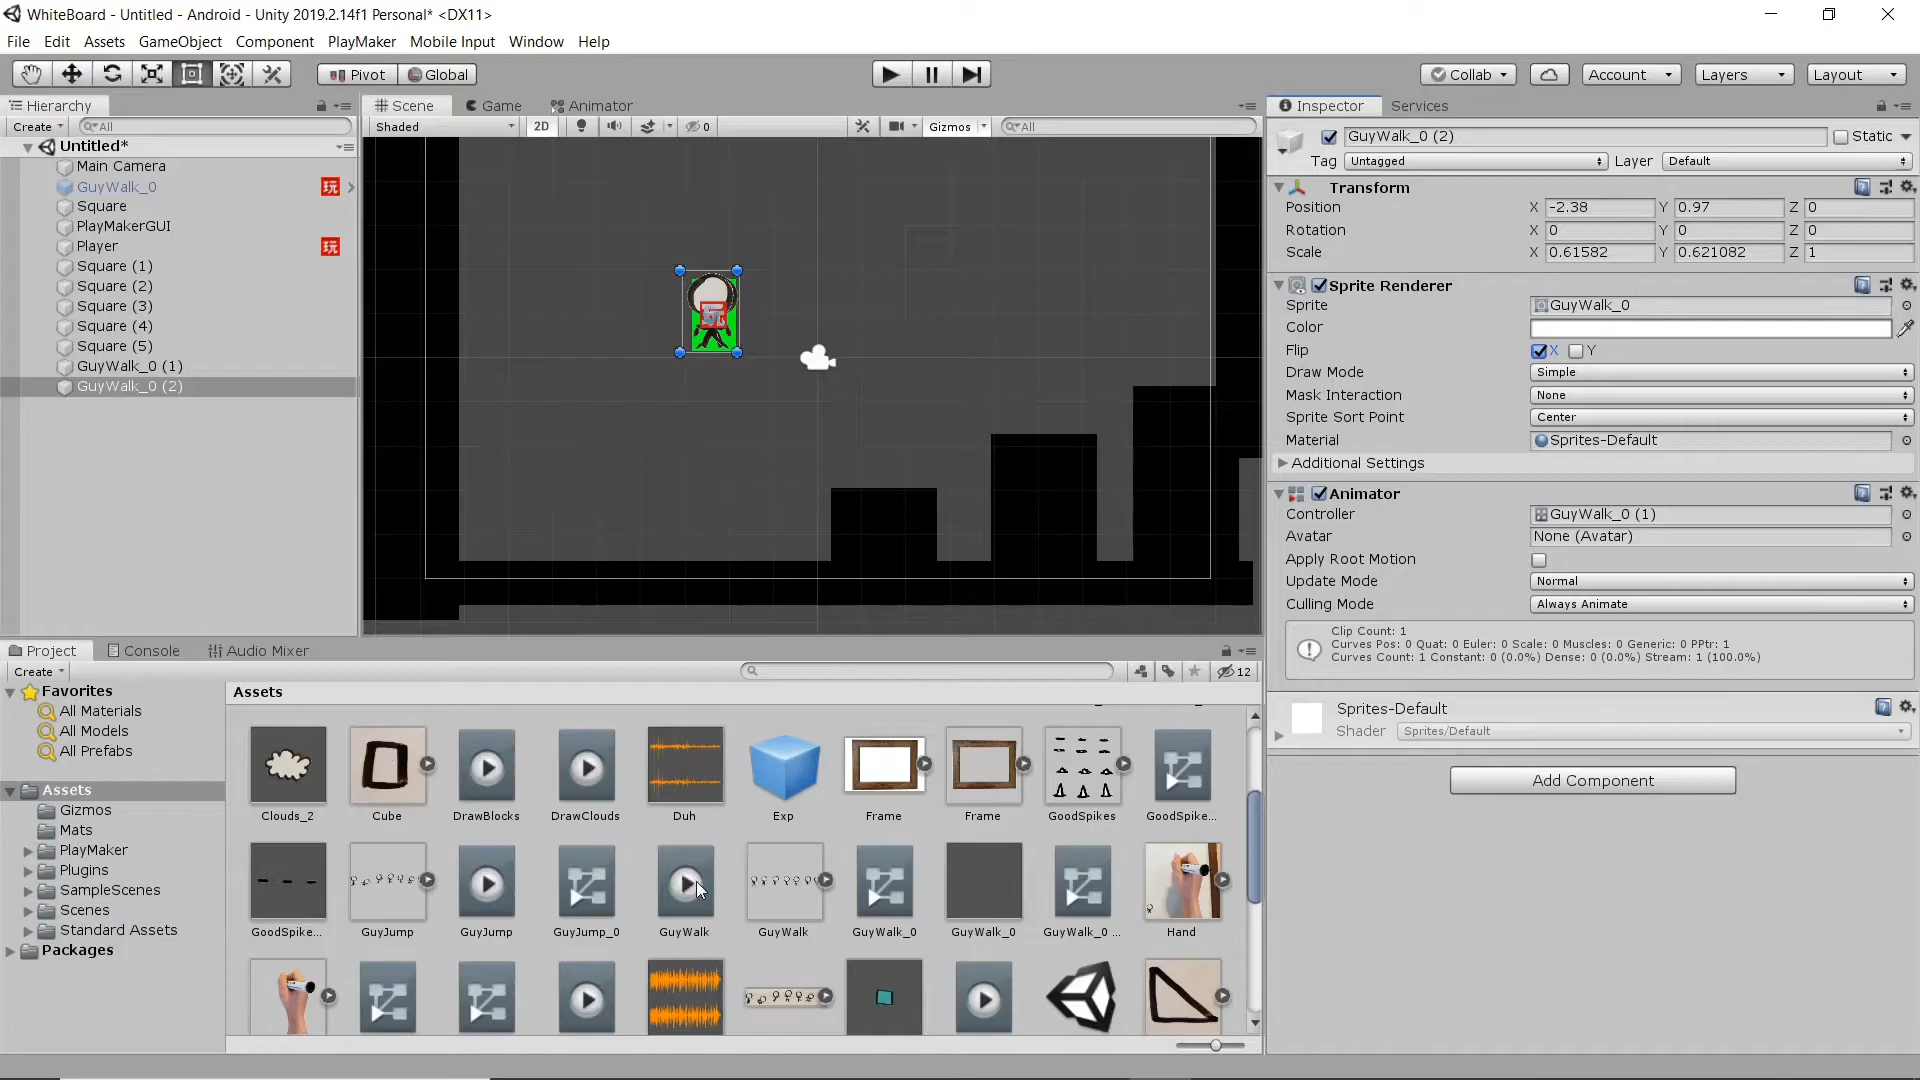 WhiteBoard - Untitled - Android - Unity 2019.2.14f1 Personal* <DX11>
File Edit Assets GameObject Component PlayMaker Mobile Input Window Help
Pivot Global Collab Account Layers Layout
Hierarchy
Create All
Untitled*
Main Camera
GuyWalk_0 玩
Square
PlayMakerGUI
Player 玩
Square (1)
Square (2)
Square (3)
Square (4)
Square (5)
GuyWalk_0 (1)
GuyWalk_0 (2)
Scene Game Animator
Shaded 2D 0 Gizmos All
Inspector Services
GuyWalk_0 (2) Static
Tag Untagged Layer Default
Transform
Position X -2.38 Y 0.97 Z 0
Rotation X 0 Y 0 Z 0
Scale X 0.61582 Y 0.621082 Z 1
Sprite Renderer
Sprite GuyWalk_0
Color
Flip X Y
Draw Mode Simple
Mask Interaction None
Sprite Sort Point Center
Material Sprites-Default
Additional Settings
Animator
Controller GuyWalk_0 (1)
Avatar None (Avatar)
Apply Root Motion
Update Mode Normal
Culling Mode Always Animate
Clip Count: 1
Curves Pos: 0 Quat: 0 Euler: 0 Scale: 0 Muscles: 0 Generic: 0 PPtr: 1
Curves Count: 1 Constant: 0 (0.0%) Dense: 0 (0.0%) Stream: 1 (100.0%)
Sprites-Default
Shader Sprites/Default
Add Component
Project Console Audio Mixer
Create 12
Favorites
All Materials
All Models
All Prefabs
Assets
Gizmos
Mats
PlayMaker
Plugins
SampleScenes
Scenes
Standard Assets
Packages
Assets
Clouds_2 Cube DrawBlocks DrawClouds Duh Exp Frame Frame GoodSpikes GoodSpike...
GoodSpike... GuyJump GuyJump GuyJump_0 GuyWalk GuyWalk GuyWalk_0 GuyWalk_0 GuyWalk_0 ... Hand